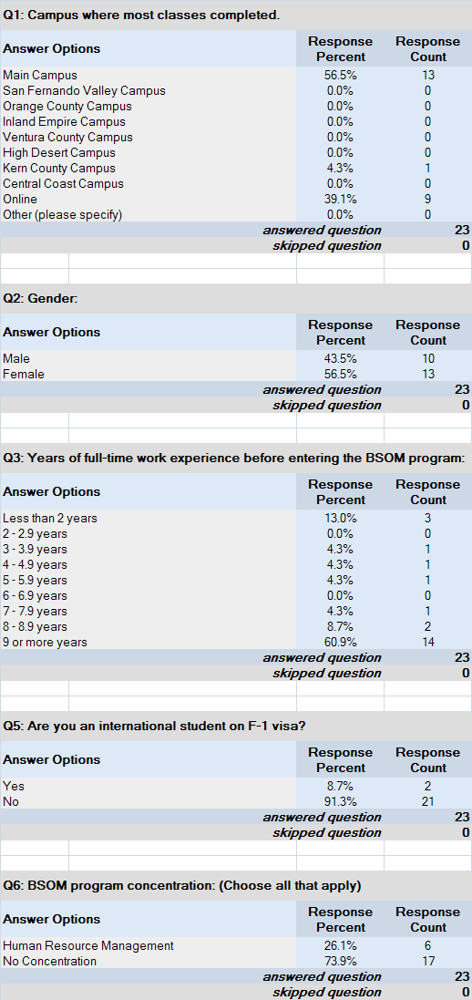 Q1: Campus where most classes completed.
Answer Options Response Percent Response Count
Main Campus 56.5% 13
San Fernando Valley Campus 0.0% 0
Orange County Campus 0.0% 0
Inland Empire Campus 0.0% 0
Ventura County Campus 0.0% 0
High Desert Campus 0.0% 0
Kern County Campus 4.3% 1
Central Coast Campus 0.0% 0
Online 39.1% 9
Other (please specify) 0.0% 0
answered question 23
skipped question 0
Q2: Gender:
Answer Options Response Percent Response Count
Male 43.5% 10
Female 56.5% 13
answered question 23
skipped question 0
Q3: Years of full-time work experience before entering the BSOM program:
Answer Options Response Percent Response Count
Less than 2 years 13.0% 3
2 - 2.9 years 0.0% 0
3 - 3.9 years 4.3% 1
4 - 4.9 years 4.3% 1
5 - 5.9 years 4.3% 1
6 - 6.9 years 0.0% 0
7 - 7.9 years 4.3% 1
8 - 8.9 years 8.7% 2
9 or more years 60.9% 14
answered question 23
skipped question 0
Q5: Are you an international student on F-1 visa?
Answer Options Response Percent Response Count
Yes 8.7% 2
No 91.3% 21
answered question 23
skipped question 0
Q6: BSOM program concentration: (Choose all that apply)
Answer Options Response Percent Response Count
Human Resource Management 26.1% 6
No Concentration 73.9% 17
answered question 23
skipped question 0